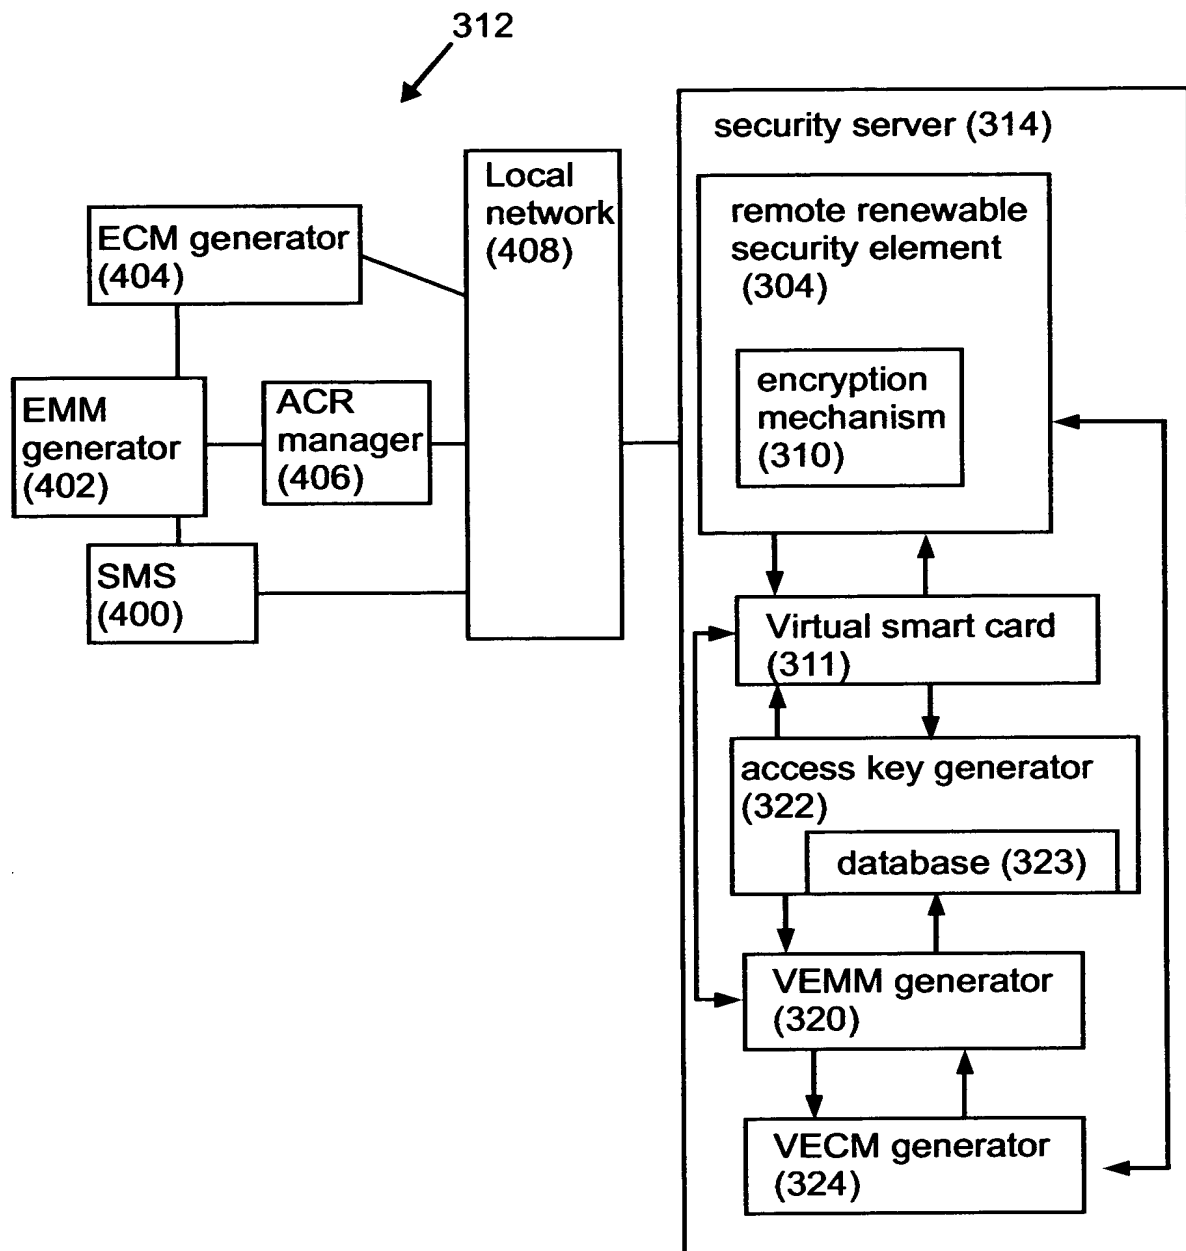 312
security server (314)
remote renewable
security element
(304)
encryption
mechanism
(310)
Local
network
(408)
ECM generator
(404)
EMM
generator
(402)
ACR
manager
(406)
SMS
(400)
Virtual smart card
(311)
access key generator
(322)
database (323)
VEMM generator
(320)
VECM generator
(324)